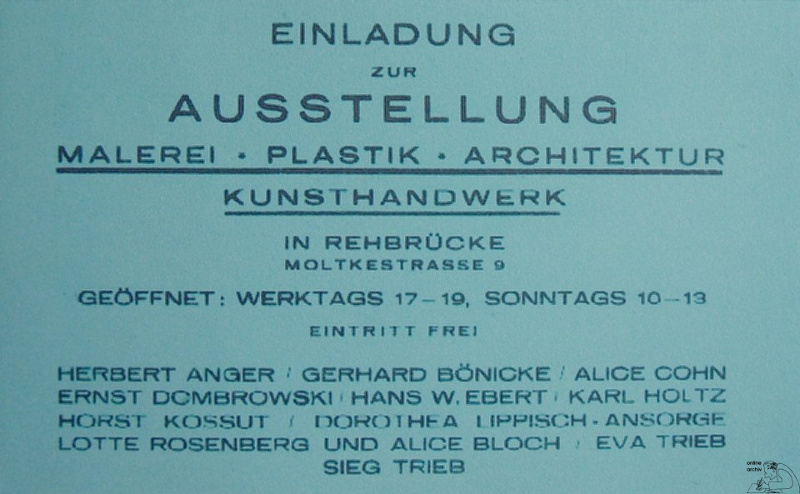 EINLADUNG
ZUR
AUSSTELLUNG
MALEREI • PLASTIK • ARCHITEKTUR
KUNSTHANDWERK
IN REHBRÜCKE
MOLTKESTRASSE 9
GEÖFFNET: WERKTAGS 17–19, SONNTAGS 10–13
EINTRITT FREI
HERBERT ANGER / GERHARD BÖNICKE / ALICE COHN
ERNST DOMBROWSKI / HANS W. EBERT / KARL HOLTZ
HORST KOSSUT / DOROTHEA LIPPISCH-ANSORGE
LOTTE ROSENBERG UND ALICE BLOCH / EVA TRIEB
SIEG TRIEB
online
archiv